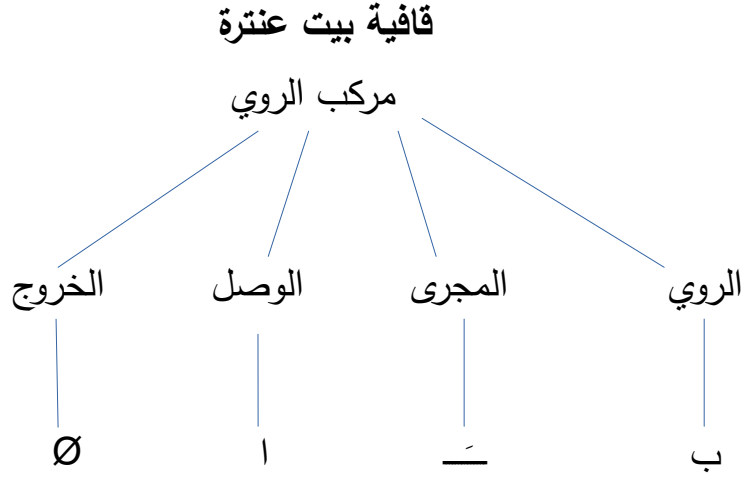 قافية بيت عنترة
مركب الروي
الروي المجرى الوصل الخروج
ب ـَـ ا Ø